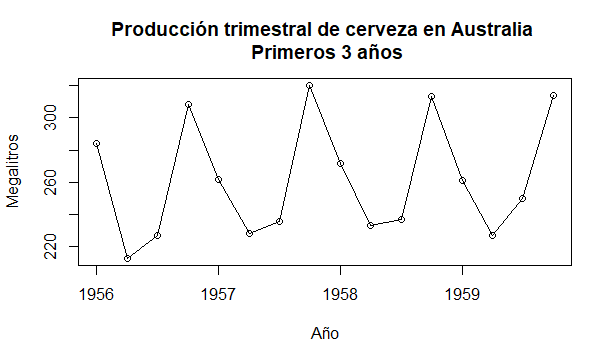 Producción trimestral de cerveza en Australia
Primeros 3 años
Megalitros
300
260
220
1956 1957 1958 1959
Año